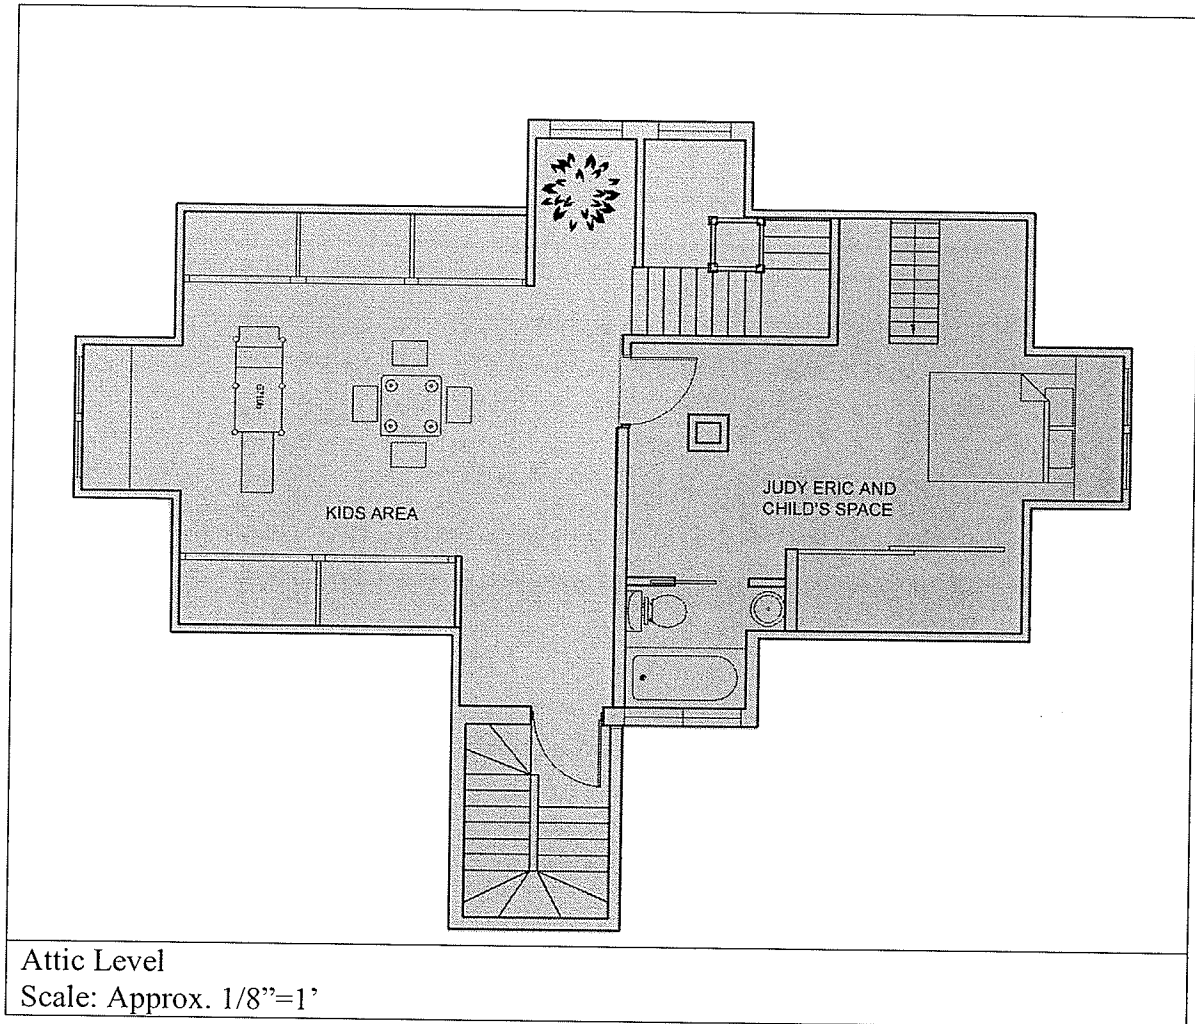 KIDS AREA
JUDY ERIC AND
CHILD'S SPACE
Attic Level
Scale: Approx. 1/8”=1’